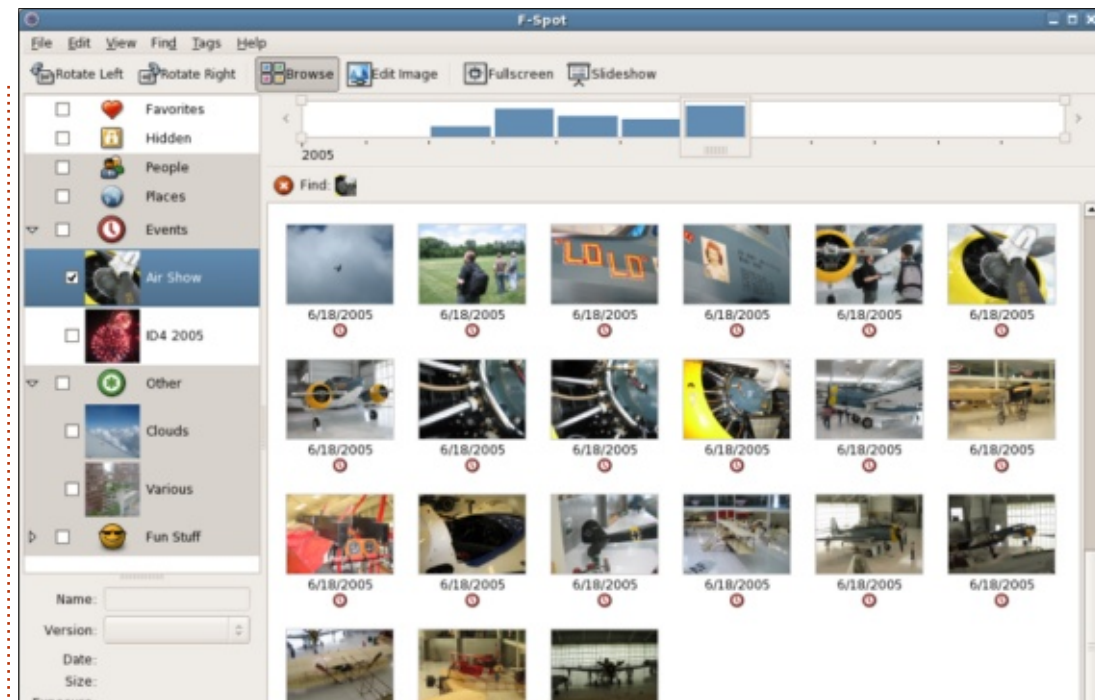 F-Spot
File Edit View Find Tags Help
Rotate Left Rotate Right Browse Edit Image Fullscreen Slideshow
Favorites
Hidden
People
Places
Events
Air Show
ID4 2005
Other
Clouds
Various
Fun Stuff
Name:
Version:
Date:
Size:
2005
Find:
LD LD
6/18/2005 6/18/2005 6/18/2005 6/18/2005 6/18/2005 6/18/2005
6/18/2005 6/18/2005 6/18/2005 6/18/2005 6/18/2005 6/18/2005
6/18/2005 6/18/2005 6/18/2005 6/18/2005 6/18/2005 6/18/2005